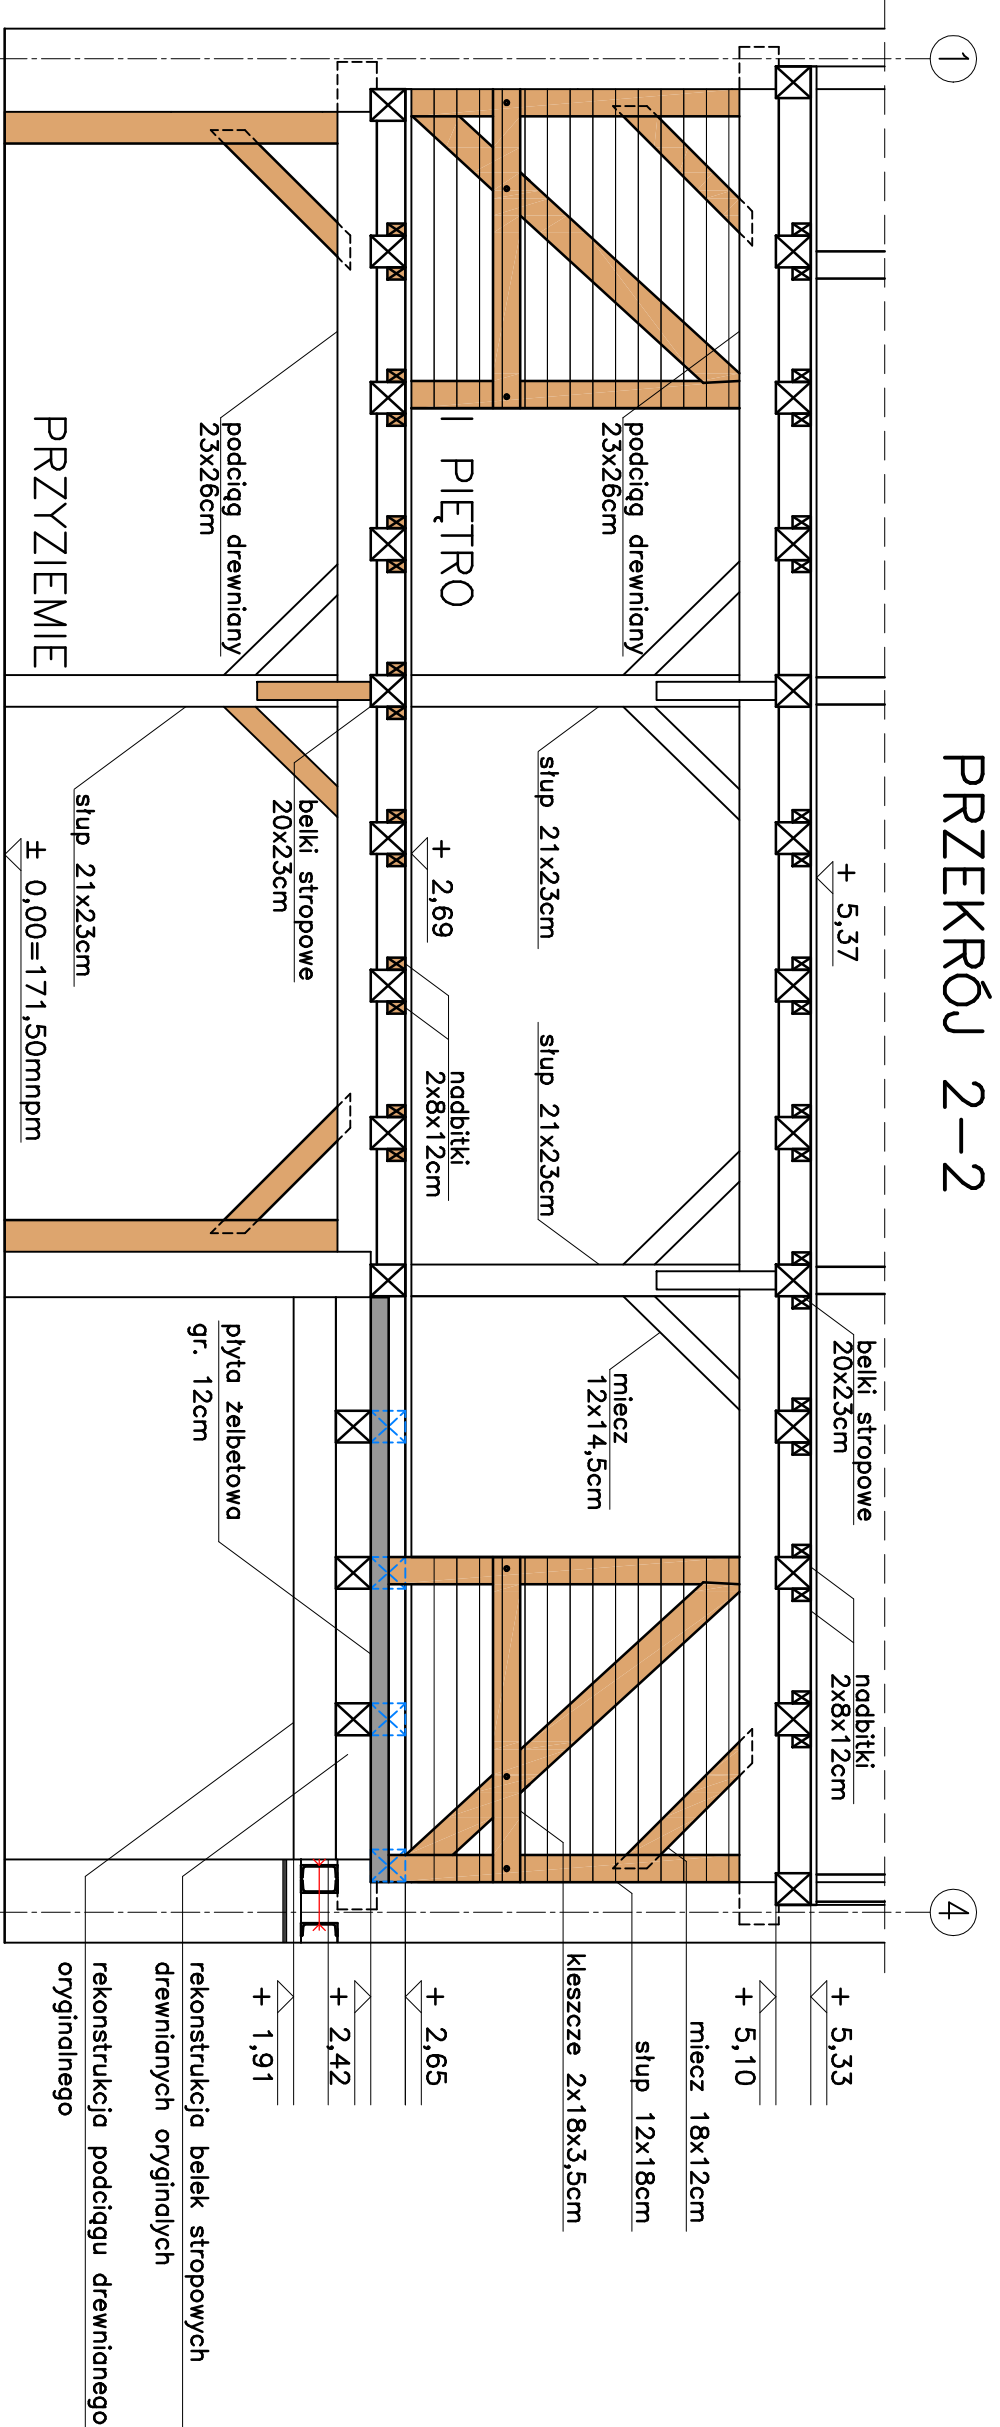 PRZEKRÓJ 2-2
1
4
+ 5,37
belki stropowe
20x23cm
nadbitki
2x8x12cm
+ 5,33
+ 5,10
podciąg drewniany
23x26cm
miecz
12x14,5cm
miecz 18x12cm
słup 12x18cm
kleszcze 2x18x3,5cm
słup 21x23cm
słup 21x23cm
I PIĘTRO
+ 2,69
nadbitki
2x8x12cm
+ 2,65
+ 2,42
+ 1,91
podciąg drewniany
23x26cm
belki stropowe
20x23cm
płyta żelbetowa
gr. 12cm
rekonstrukcja belek stropowych
drewnianych oryginalych
rekonstrukcja podciągu drewnianego
oryginalnego
słup 21x23cm
PRZYZIEMIE
± 0,00=171,50mnpm